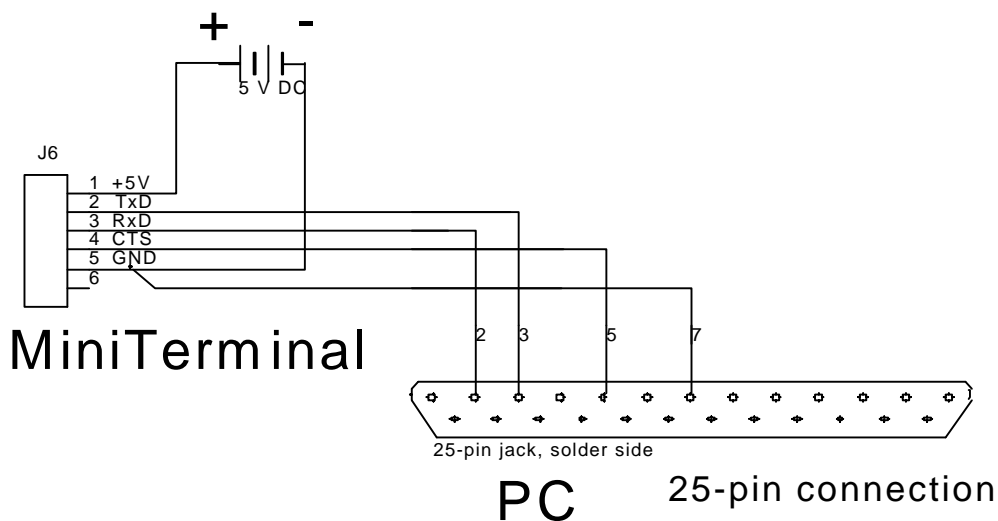 + -
5 V DC
J6
1 +5V
2 TxD
3 RxD
4 CTS
5 GND
6
MiniTerminal
2 3 5 7
25-pin jack, solder side
PC
25-pin connection